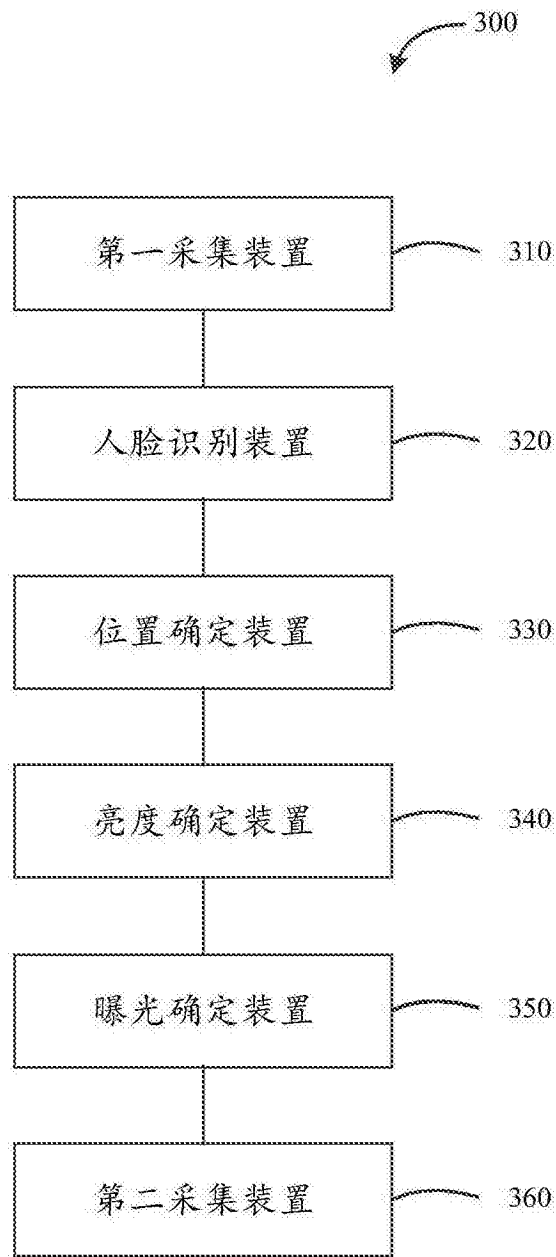 300
第一采集装置 310
人脸识别装置 320
位置确定装置 330
亮度确定装置 340
曝光确定装置 350
第二采集装置 360